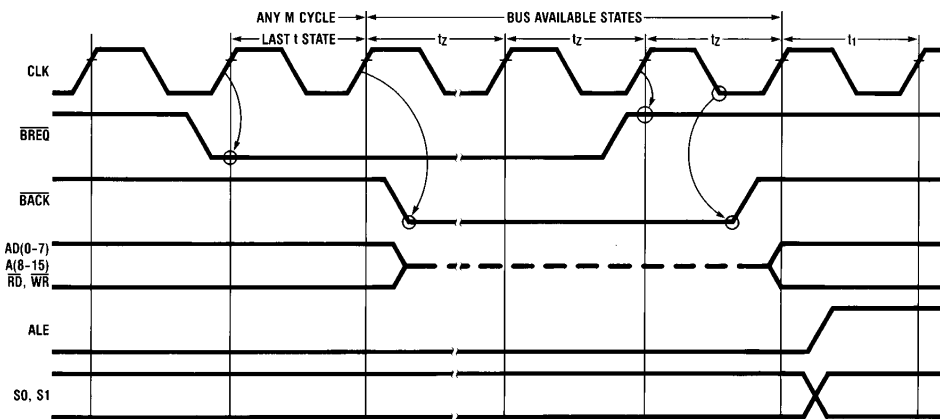 ANY M CYCLE BUS AVAILABLE STATES
LAST t STATE tZ tZ tZ t1
CLK
BREQ
BACK
AD(0–7)
A(8–15)
RD, WR
ALE
S0, S1